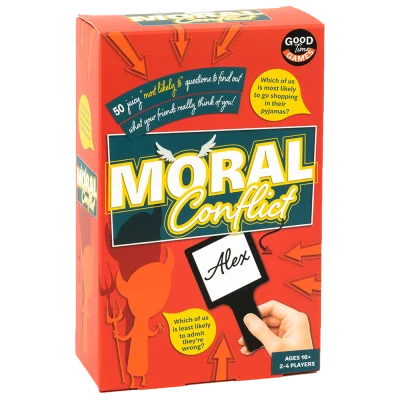 GOOD
Time
GAMES
50 juicy "most likely to" questions to find out
what your friends really think of you!
Which of us
is most likely
to go shopping
in their
pyjamas?
MORAL
Conflict
Alex
Which of us
is least likely
to admit
they're
wrong?
AGES 16+
2-4 PLAYERS
MORAL
Conflict